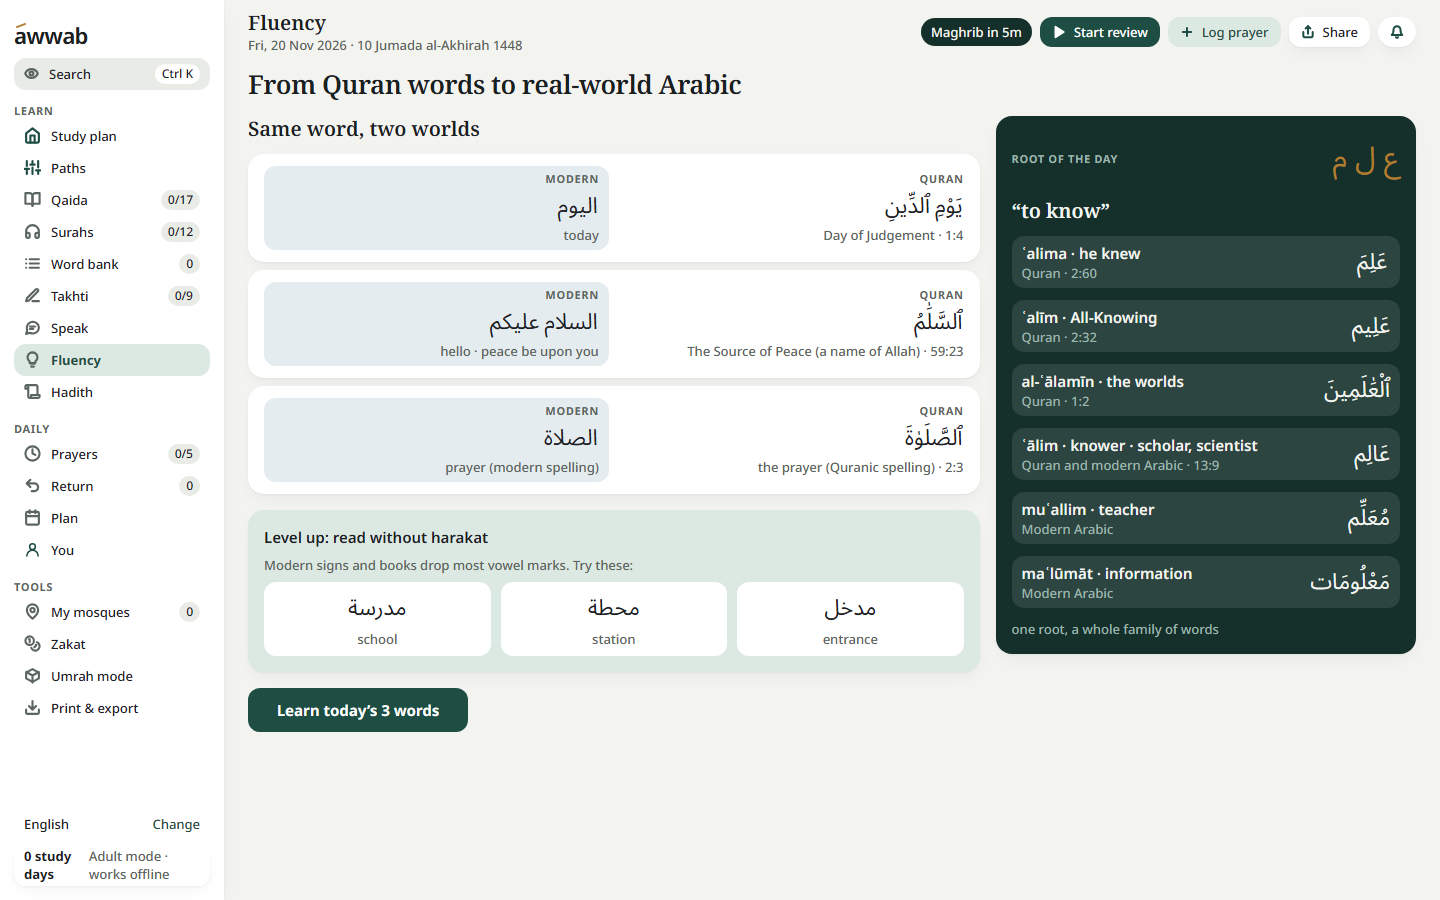 awwab
Search
Ctrl K
LEARN
Study plan
Paths
Qaida
0/17
Surahs
0/12
Word bank
0
Takhti
0/9
Speak
Fluency
Hadith
DAILY
Prayers
0/5
Return
0
Plan
You
TOOLS
My mosques
0
Zakat
Umrah mode
Print & export
English
Change
0 study days
Adult mode · works offline
Fluency
Fri, 20 Nov 2026 · 10 Jumada al-Akhirah 1448
Maghrib in 5m
Start review
Log prayer
Share
From Quran words to real-world Arabic
Same word, two worlds
MODERN
اليوم
today
QURAN
يَوْمِ ٱلدِّينِ
Day of Judgement · 1:4
MODERN
السلام عليكم
hello · peace be upon you
QURAN
ٱلسَّلَٰمُ
The Source of Peace (a name of Allah) · 59:23
MODERN
الصلاة
prayer (modern spelling)
QURAN
ٱلصَّلَوٰةَ
the prayer (Quranic spelling) · 2:3
Level up: read without harakat
Modern signs and books drop most vowel marks. Try these:
مدرسة
school
محطة
station
مدخل
entrance
Learn today’s 3 words
ROOT OF THE DAY
ع ل م
“to know”
ʿalima · he knew
Quran · 2:60
عَلِمَ
ʿalīm · All-Knowing
Quran · 2:32
عَلِيم
al-ʿālamīn · the worlds
Quran · 1:2
ٱلْعَٰلَمِينَ
ʿālim · knower · scholar, scientist
Quran and modern Arabic · 13:9
عَالِم
muʿallim · teacher
Modern Arabic
مُعَلِّم
maʿlūmāt · information
Modern Arabic
مَعْلُومَات
one root, a whole family of words